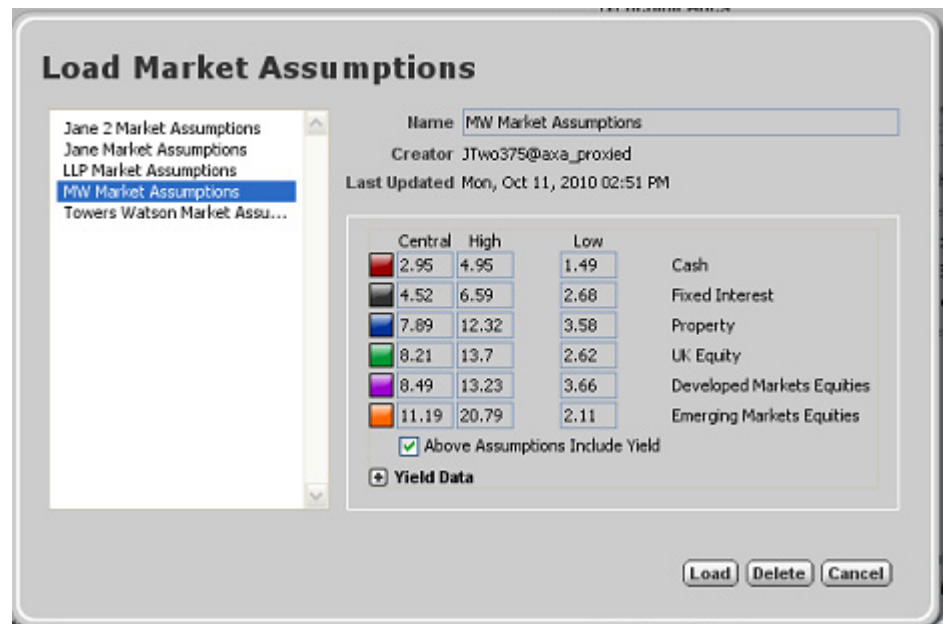 Load Market Assumptions
Jane 2 Market Assumptions
Jane Market Assumptions
LLP Market Assumptions
MW Market Assumptions
Towers Watson Market Assu...
Name MW Market Assumptions
Creator JTwo375@axa_proxied
Last Updated Mon, Oct 11, 2010 02:51 PM
Central High Low
2.95 4.95 1.49 Cash
4.52 6.59 2.68 Fixed Interest
7.89 12.32 3.58 Property
8.21 13.7 2.62 UK Equity
8.49 13.23 3.66 Developed Markets Equities
11.19 20.79 2.11 Emerging Markets Equities
Above Assumptions Include Yield
Yield Data
Load Delete Cancel